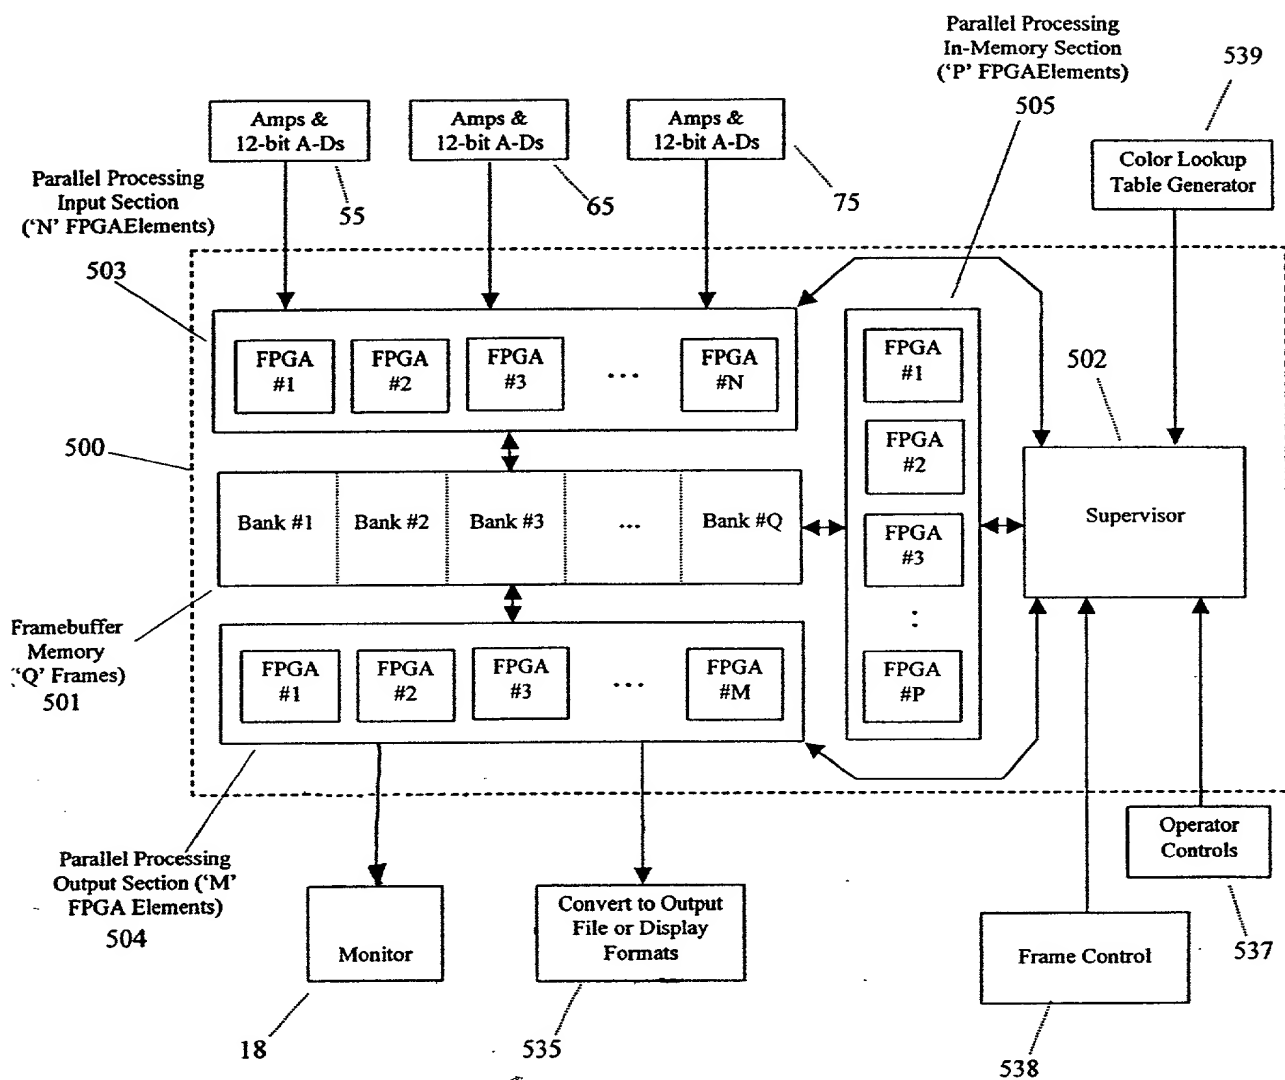 Parallel Processing
In-Memory Section
('P' FPGAElements)
505
539
Amps &
12-bit A-Ds
Amps &
12-bit A-Ds
Amps &
12-bit A-Ds
Color Lookup
Table Generator
Parallel Processing
Input Section
('N' FPGAElements)
55
65
75
503
FPGA
#1
FPGA
#2
FPGA
#3
...
FPGA
#N
FPGA
#1
FPGA
#2
FPGA
#3
:
FPGA
#P
502
500
Bank #1
Bank #2
Bank #3
...
Bank #Q
Supervisor
Framebuffer
Memory
('Q' Frames)
501
FPGA
#1
FPGA
#2
FPGA
#3
...
FPGA
#M
Parallel Processing
Output Section ('M'
FPGA Elements)
504
Monitor
Convert to Output
File or Display
Formats
Operator
Controls
Frame Control
537
18
535
538